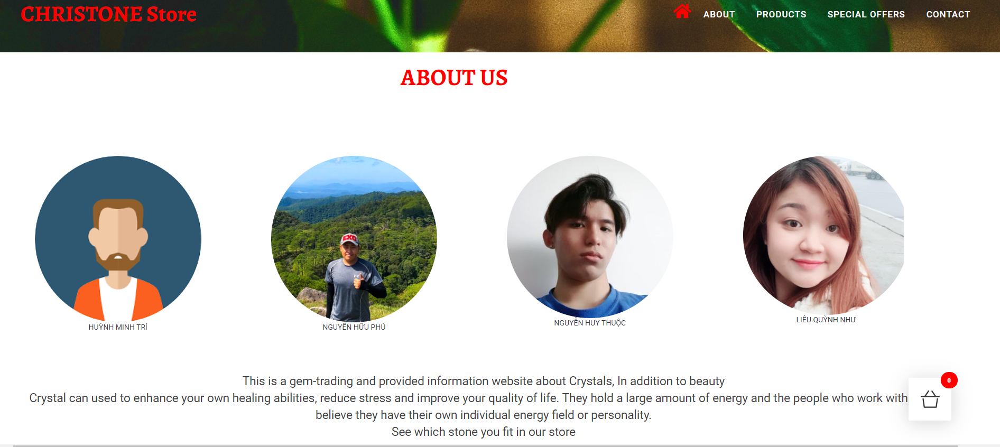 CHRISTONE Store
ABOUT
PRODUCTS
SPECIAL OFFERS
CONTACT
ABOUT US
EXO
HUỲNH MINH TRÍ
NGUYỄN HỮU PHÚ
NGUYỄN HUY THUỘC
LIÊU QUỲNH NHƯ
This is a gem-trading and provided information website about Crystals, In addition to beauty
Crystal can used to enhance your own healing abilities, reduce stress and improve your quality of life. They hold a large amount of energy and the people who work with
believe they have their own individual energy field or personality.
See which stone you fit in our store
0